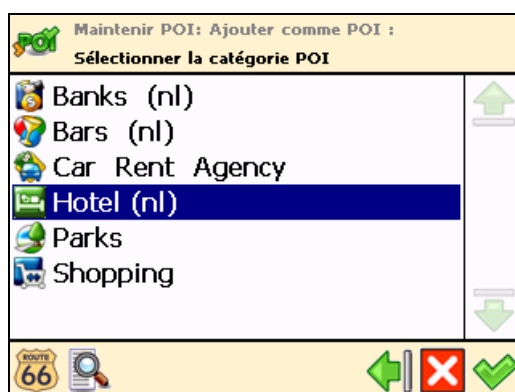 POI
Maintenir POI: Ajouter comme POI :
Sélectionner la catégorie POI
Banks (nl)
Bars (nl)
Car Rent Agency
Hotel (nl)
Parks
Shopping
ROUTE
66